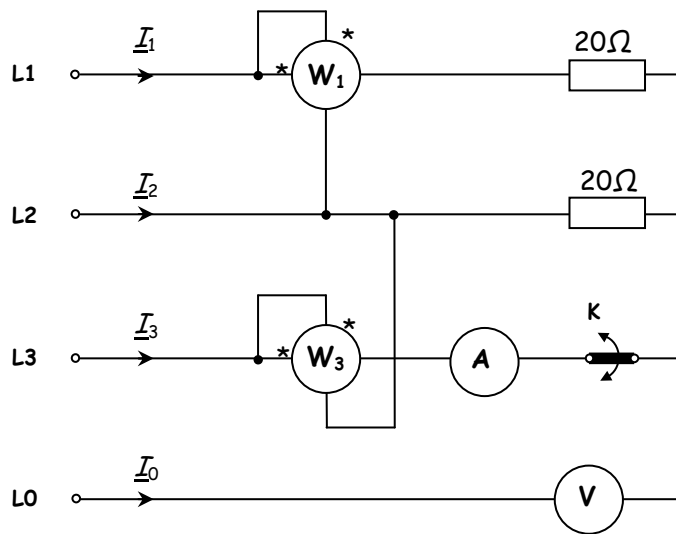 I₁
*
20Ω
L1
*
W₁
I₂
20Ω
L2
K
I₃
*
L3
*
W₃
A
I₀
L0
V